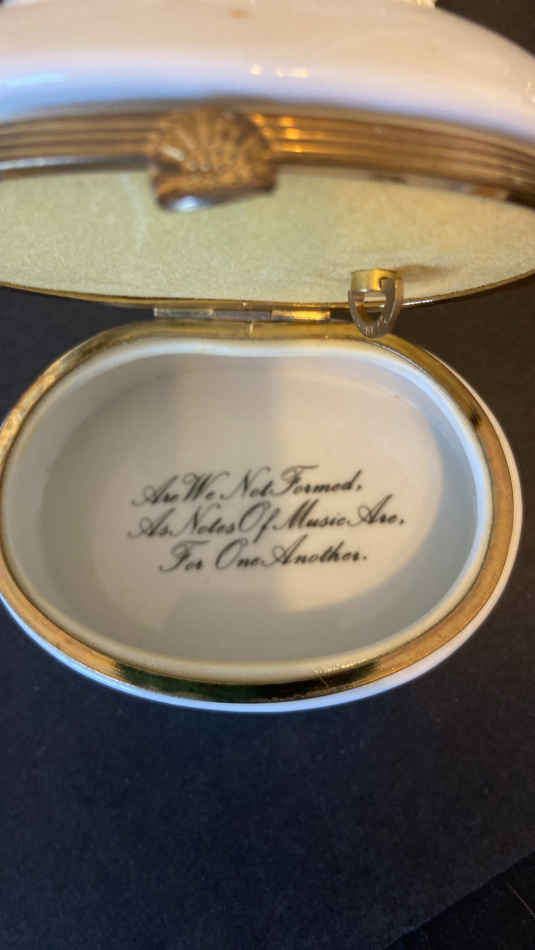 Are We Not Formed,
As Notes Of Music Are,
For One Another.